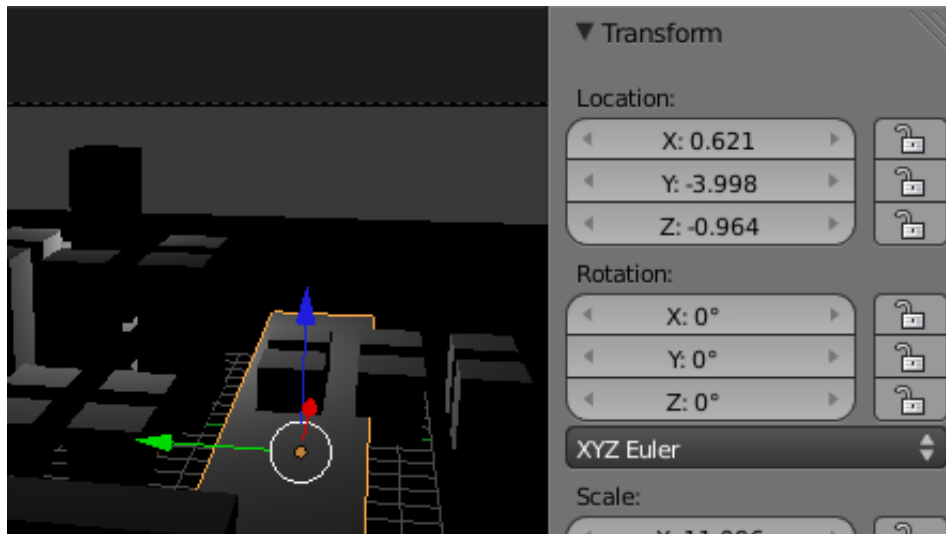 Transform
Location:
X: 0.621
Y: -3.998
Z: -0.964
Rotation:
X: 0°
Y: 0°
Z: 0°
XYZ Euler
Scale: